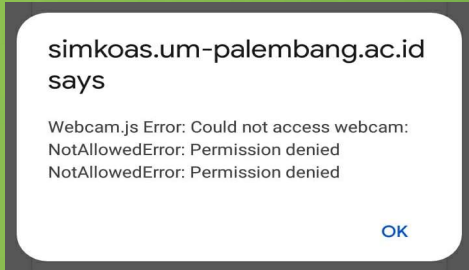 simkoas.um-palembang.ac.id
says
Webcam.js Error: Could not access webcam:
NotAllowedError: Permission denied
NotAllowedError: Permission denied
OK